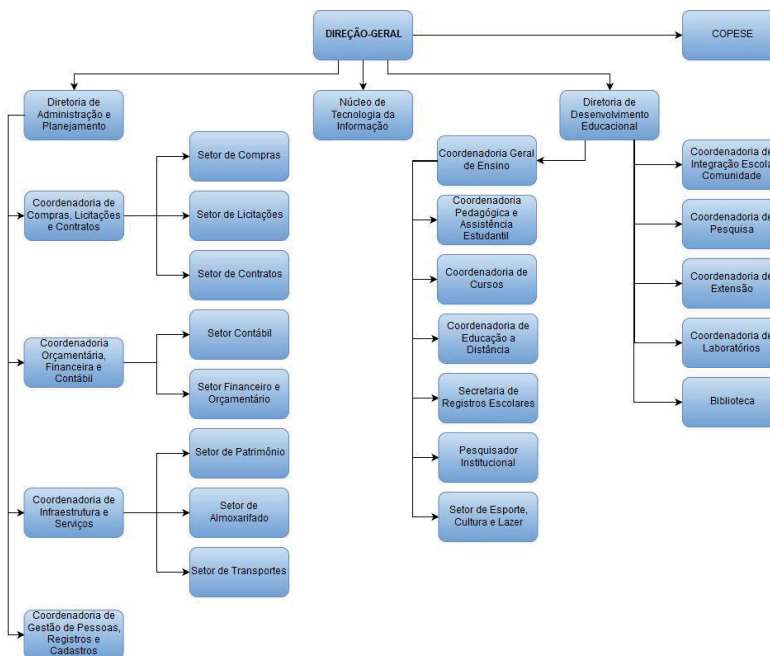 DIREÇÃO-GERAL
COPESE
Diretoria de
Administração e
Planejamento
Núcleo de
Tecnologia da
Informação
Diretoria de
Desenvolvimento
Educacional
Coordenadoria de
Compras, Licitações
e Contratos
Setor de Compras
Setor de Licitações
Setor de Contratos
Coordenadoria
Orçamentária,
Financeira e
Contábil
Setor Contábil
Setor Financeiro e
Orçamentário
Coordenadoria de
Infraestrutura e
Serviços
Setor de Patrimônio
Setor de
Almoxarifado
Setor de Transportes
Coordenadoria de
Gestão de Pessoas,
Registros e
Cadastros
Coordenadoria Geral
de Ensino
Coordenadoria
Pedagógica e
Assistência
Estudantil
Coordenadoria de
Cursos
Coordenadoria de
Educação a
Distância
Secretaria de
Registros Escolares
Pesquisador
Institucional
Setor de Esporte,
Cultura e Lazer
Coordenadoria de
Integração Escola
Comunidade
Coordenadoria de
Pesquisa
Coordenadoria de
Extensão
Coordenadoria de
Laboratórios
Biblioteca